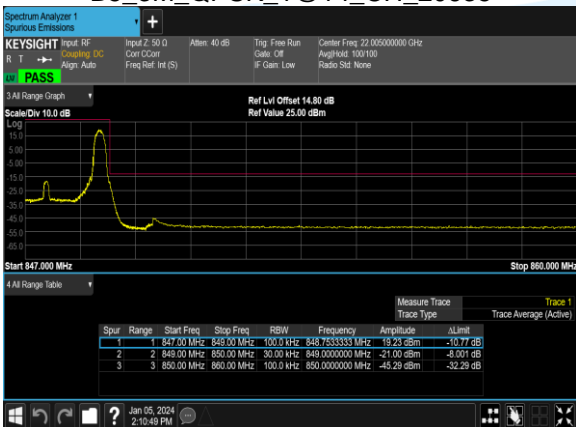 Spectrum Analyzer 1
Spurious Emissions
KEYSIGHT Input: RF Input Z: 50 Ω Atten: 40 dB Trig: Free Run Center Freq: 22.005000000 GHz
R T Coupling: DC Corr CCorr Gate: Off Avg|Hold: 100/100
Align: Auto Freq Ref: Int (S) IF Gain: Low Radio Std: None
LW PASS
3 All Range Graph
Ref Lvl Offset 14.80 dB
Scale/Div 10.0 dB Ref Value 25.00 dBm
Log
15.0
5.00
-5.00
-15.0
-25.0
-35.0
-45.0
-55.0
-65.0
Start 847.000 MHz Stop 860.000 MHz
4 All Range Table
Measure Trace Trace 1
Trace Type Trace Average (Active)
Spur Range Start Freq Stop Freq RBW Frequency Amplitude ΔLimit
1 1 847.00 MHz 849.00 MHz 100.0 kHz 848.7533333 MHz 19.23 dBm -10.77 dB
2 2 849.00 MHz 850.00 MHz 30.00 kHz 849.0000000 MHz -21.00 dBm -8.001 dB
3 3 850.00 MHz 860.00 MHz 100.0 kHz 850.0000000 MHz -45.29 dBm -32.29 dB
Jan 05, 2024
2:10:49 PM